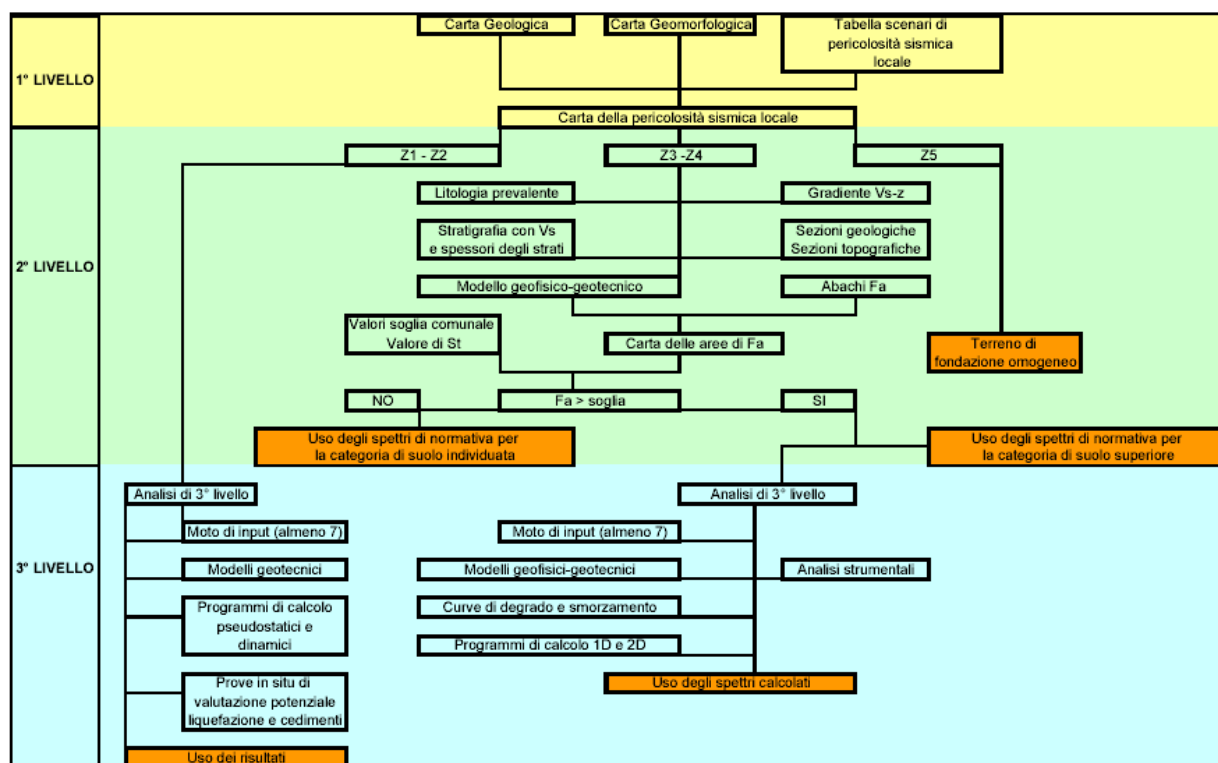 Carta Geologica
Carta Geomorfologica
Tabella scenari di
pericolosità sismica
locale
1° LIVELLO
Carta della pericolosità sismica locale
Z1 - Z2
Z3 -Z4
Z5
Litologia prevalente
Gradiente Vs-z
Stratigrafia con Vs
e spessori degli strati
Sezioni geologiche
Sezioni topografiche
2° LIVELLO
Modello geofisico-geotecnico
Abachi Fa
Valori soglia comunale
Valore di St
Carta delle aree di Fa
Terreno di
fondazione omogeneo
NO
Fa > soglia
SI
Uso degli spettri di normativa per
la categoria di suolo individuata
Uso degli spettri di normativa per
la categoria di suolo superiore
Analisi di 3° livello
Analisi di 3° livello
Moto di input (almeno 7)
Moto di input (almeno 7)
3° LIVELLO
Modelli geotecnici
Modelli geofisici-geotecnici
Analisi strumentali
Programmi di calcolo
pseudostatici e
dinamici
Curve di degrado e smorzamento
Programmi di calcolo 1D e 2D
Prove in situ di
valutazione potenziale
liquefazione e cedimenti
Uso degli spettri calcolati
Uso dei risultati